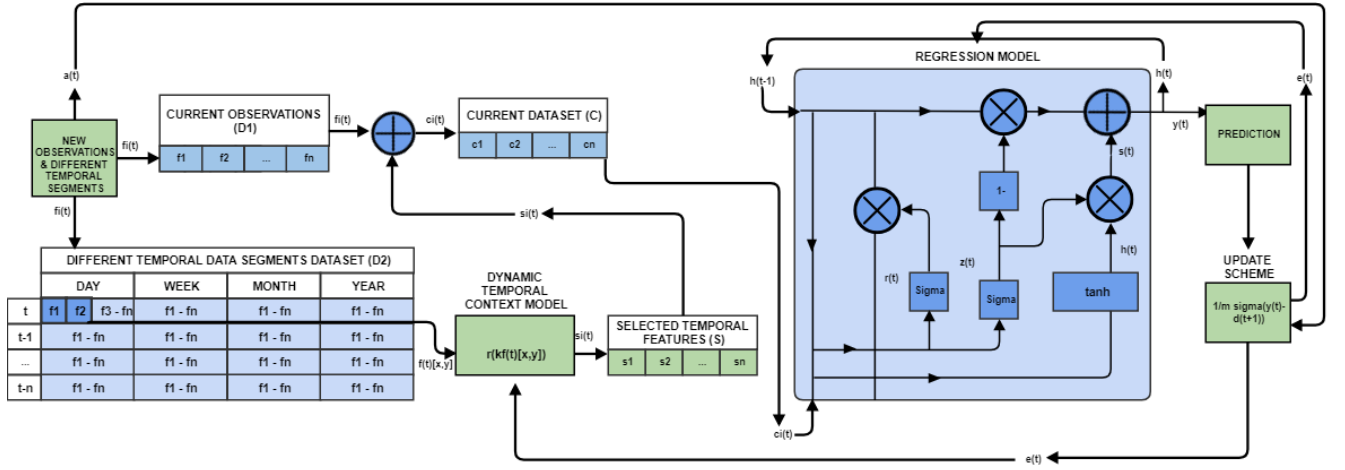 REGRESSION MODEL
a(t)
h(t-1)
h(t)
e(t)
CURRENT OBSERVATIONS
(D1)
fi(t)
ci(t)
CURRENT DATASET (C)
y(t)
PREDICTION
NEW
OBSERVATIONS
& DIFFERENT
TEMPORAL
SEGMENTS
fi(t)
f1 f2 ... fn
c1 c2 ... cn
s(t)
1-
fi(t)
si(t)
DIFFERENT TEMPORAL DATA SEGMENTS DATASET (D2)
DAY WEEK MONTH YEAR
t f1 f2 f3 - fn f1 - fn f1 - fn f1 - fn
t-1 f1 - fn f1 - fn f1 - fn f1 - fn
... f1 - fn f1 - fn f1 - fn f1 - fn
t-n f1 - fn f1 - fn f1 - fn f1 - fn
f(t)[x,y]
DYNAMIC
TEMPORAL
CONTEXT MODEL
r(kf(t)[x,y])
si(t)
SELECTED TEMPORAL
FEATURES (S)
s1 s2 ... sn
r(t)
z(t)
h(t)
Sigma
Sigma
tanh
UPDATE
SCHEME
1/m sigma(y(t)-
d(t+1))
ci(t)
e(t)